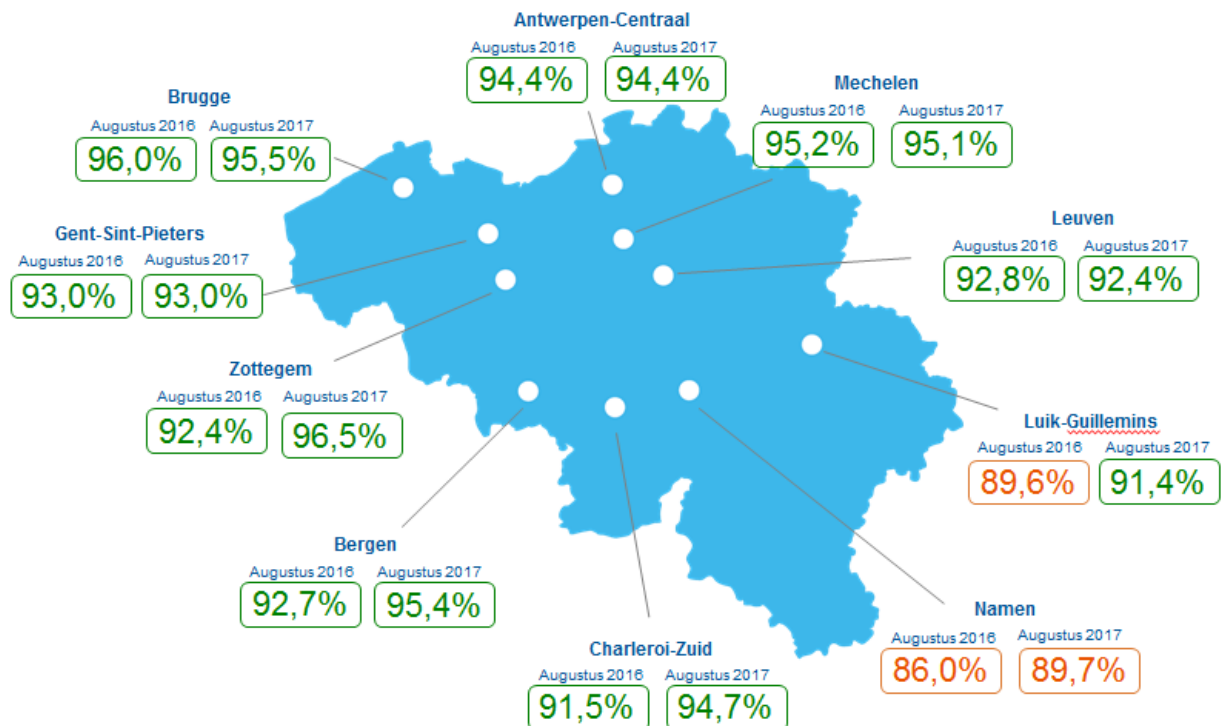 Antwerpen-Centraal
Augustus 2016 Augustus 2017
94,4% 94,4%
Mechelen
Augustus 2016 Augustus 2017
95,2% 95,1%
Brugge
Augustus 2016 Augustus 2017
96,0% 95,5%
Leuven
Augustus 2016 Augustus 2017
92,8% 92,4%
Gent-Sint-Pieters
Augustus 2016 Augustus 2017
93,0% 93,0%
Zottegem
Augustus 2016 Augustus 2017
92,4% 96,5%
Luik-Guillemins
Augustus 2016 Augustus 2017
89,6% 91,4%
Bergen
Augustus 2016 Augustus 2017
92,7% 95,4%
Namen
Augustus 2016 Augustus 2017
86,0% 89,7%
Charleroi-Zuid
Augustus 2016 Augustus 2017
91,5% 94,7%